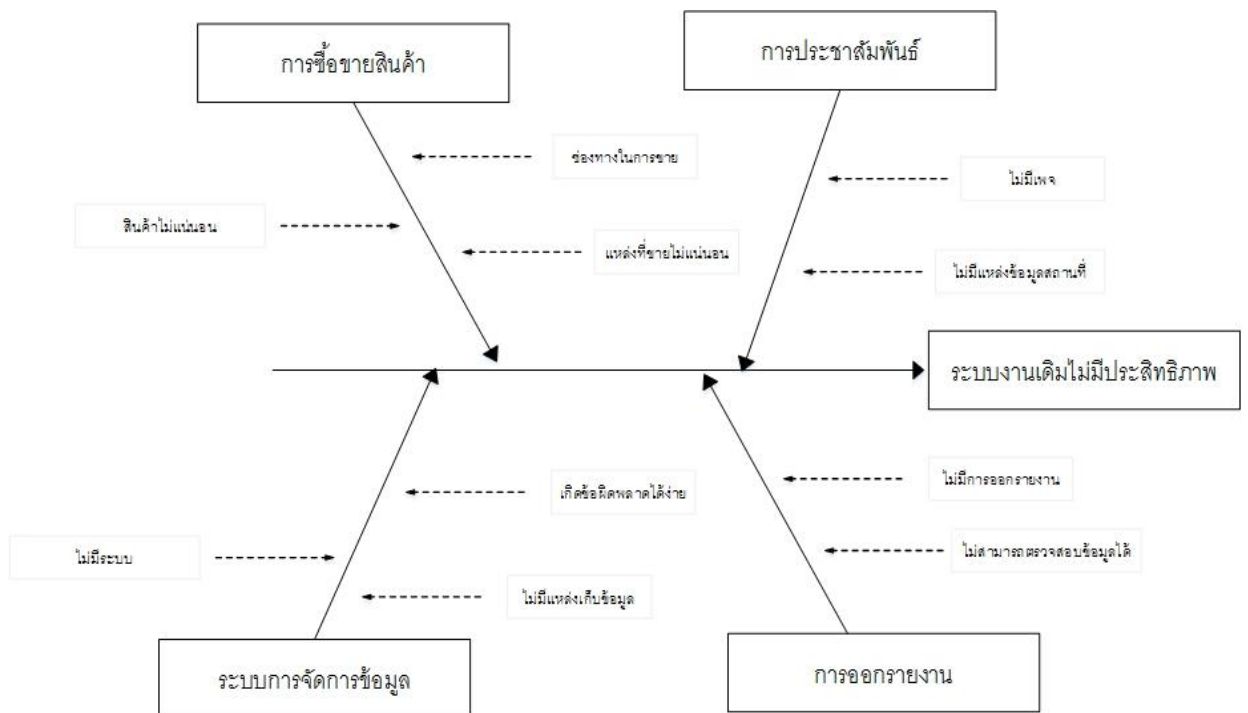 การซื้อขายสินค้า
การประชาสัมพันธ์
ช่องทางในการขาย
ไม่มีเพจ
สินค้าไม่แน่นอน
แหล่งที่ขายไม่แน่นอน
ไม่มีแหล่งข้อมูลสถานที่
ระบบงานเดิมไม่มีประสิทธิภาพ
เกิดข้อผิดพลาดได้ง่าย
ไม่มีการออกรายงาน
ไม่มีระบบ
ไม่สามารถตรวจสอบข้อมูลได้
ไม่มีแหล่งเก็บข้อมูล
ระบบการจัดการข้อมูล
การออกรายงาน